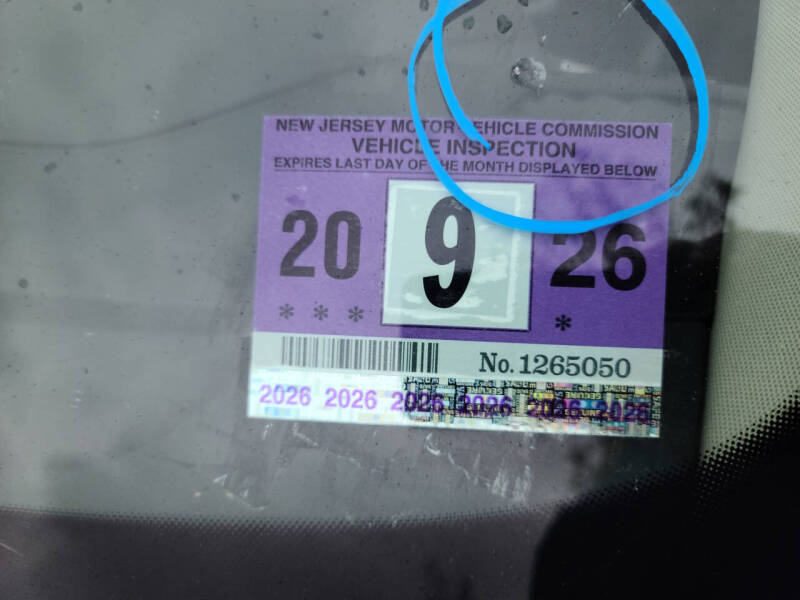 NEW JERSEY MOTOR VEHICLE COMMISSION
VEHICLE INSPECTION
EXPIRES LAST DAY OF THE MONTH DISPLAYED BELOW
20 9 26
* * * *
No. 1265050
2026 2026 2026 2026 2026 2026